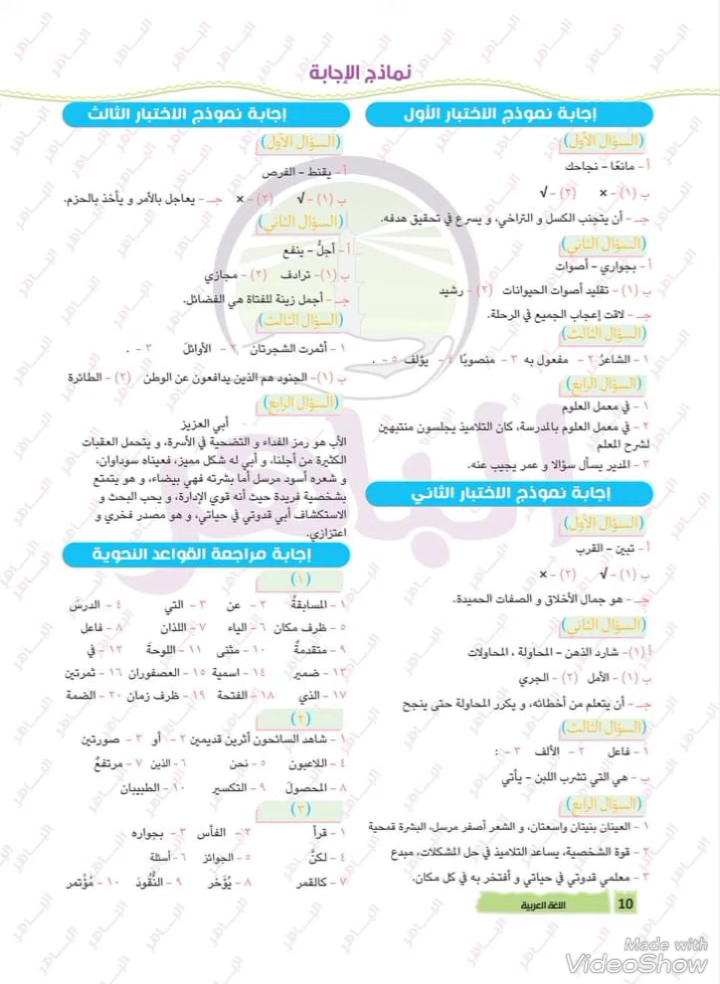 نماذج الإجابة
إجابة نموذج الاختبار الأول
(السؤال الأول)
أ - مانعًا - نجاحك
ب (١) - × (٢) - √
جـ - أن يتجنب الكسل و التراخي، و يسرع في تحقيق هدفه.
(السؤال الثاني)
أ - بجواري - أصوات
ب (١) - تقليد أصوات الحيوانات (٢) - رشيد
جـ - لاقت إعجاب الجميع في الرحلة.
(السؤال الثالث)
١ - الشاعرُ ٢ - مفعول به ٣ - منصوبًا ٤ - يؤلف ٥ - .
(السؤال الرابع)
١ - في معمل العلوم
٢ - في معمل العلوم بالمدرسة، كان التلاميذ يجلسون منتبهين
لشرح المعلم
٣ - المدير يسأل سؤالا و عمر يجيب عنه.
إجابة نموذج الاختبار الثاني
(السؤال الأول)
أ - تبين - القرب
ب (١) - √ (٢) - ×
جـ - هو جمال الأخلاق و الصفات الحميدة.
(السؤال الثاني)
أ (١) - شارد الذهن - المحاولة ، المحاولات
ب (١) - الأمل (٢) - الجري
جـ - أن يتعلم من أخطائه، و يكرر المحاولة حتى ينجح
(السؤال الثالث)
١ - فاعل ٢ - الألف ٣ - :
ب - هي التي تشرب اللبن - يأتي
(السؤال الرابع)
١ - العينان بنيتان واسعتان، و الشعر أصفر مرسل، البشرة قمحية
٢ - قوة الشخصية، يساعد التلاميذ في حل المشكلات، مبدع
٣ - معلمي قدوتي في حياتي و أفتخر به في كل مكان.
إجابة نموذج الاختبار الثالث
(السؤال الأول)
أ - يقنط - الفرص
ب (١) - √ (٢) - × جـ - يعاجل بالأمر و يأخذ بالحزم.
(السؤال الثاني)
أ - أجلُّ - ينفع
ب (١) - ترادف (٢) - مجازي
جـ - أجمل زينة للفتاة هي الفضائل.
(السؤال الثالث)
١ - أثمرت الشجرتان ٢ - الأوائلَ ٣ - .
ب (١) - الجنود هم الذين يدافعون عن الوطن (٢) - الطائرة
(السؤال الرابع)
أبي العزيز
الأب هو رمز الفداء و التضحية في الأسرة، و يتحمل العقبات
الكثيرة من أجلنا، و أبي له شكل مميز، فعيناه سوداوان،
و شعره أسود مرسل أما بشرته فهي بيضاء، و هو يتمتع
بشخصية فريدة حيث أنه قوي الإدارة، و يحب البحث و
الاستكشاف أبي قدوتي في حياتي، و هو مصدر فخري و
اعتزازي.
إجابة مراجعة القواعد النحوية
(١)
١ - المسابقةُ ٢ - عن ٣ - التي ٤ - الدرسَ
٥ - ظرف مكان ٦ - الياء ٧ - اللذان ٨ - فاعل
٩ - متقدمةٌ ١٠ - مثنى ١١ - اللوحةَ ١٢ - في
١٣ - ضمير ١٤ - اسمية ١٥ - العصفوران ١٦ - ثمرتين
١٧ - الذي ١٨ - الفتحة ١٩ - ظرف زمان ٢٠ - الضمة
(٢)
١ - شاهد السائحون أثرين قديمين ٢ - أو ٣ - صورتين
٤ - اللاعبون ٥ - نحن ٦ - الذين ٧ - مرتفعٌ
٨ - المحصولَ ٩ - التكسير ١٠ - الطبيبان
(٣)
١ - قرأ ٢ - الفأس ٣ - بجواره
٤ - لكنَّ ٥ - الجوائز ٦ - أسئلة
٧ - كالقمر ٨ - يُؤَخر ٩ - النُّقُودَ ١٠ - مُؤْتمر
10
اللغة العربية
الباهر
Made with
VideoShow